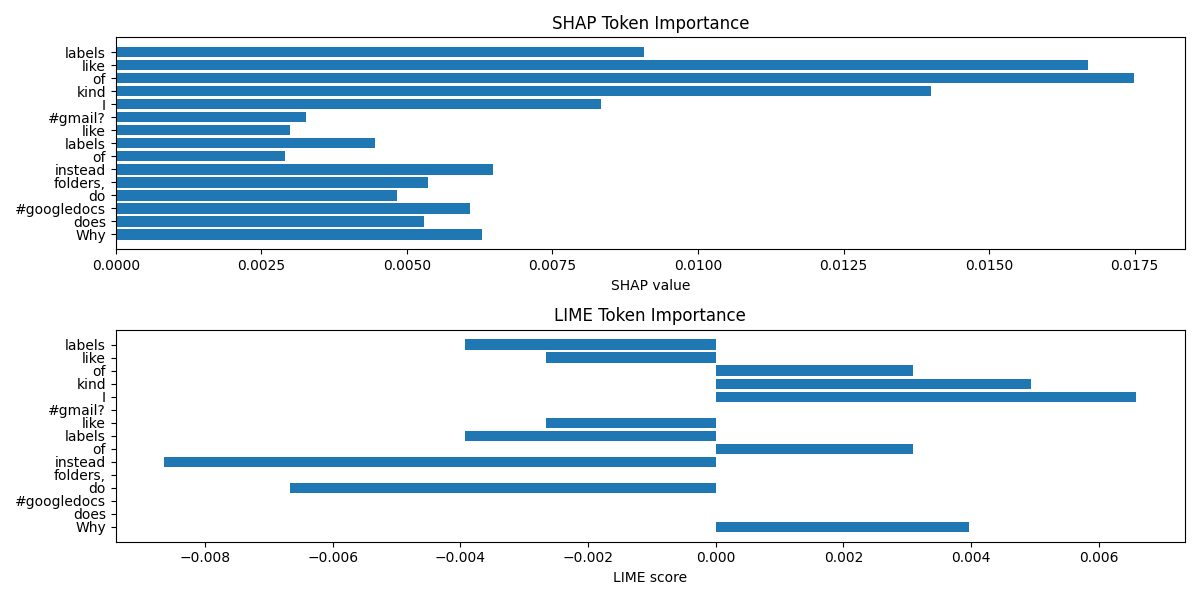 SHAP Token Importance
labels
like
of
kind
I
#gmail?
like
labels
of
instead
folders,
do
#googledocs
does
Why
0.0000 0.0025 0.0050 0.0075 0.0100 0.0125 0.0150 0.0175
SHAP value
LIME Token Importance
labels
like
of
kind
I
#gmail?
like
labels
of
instead
folders,
do
#googledocs
does
Why
−0.008 −0.006 −0.004 −0.002 0.000 0.002 0.004 0.006
LIME score